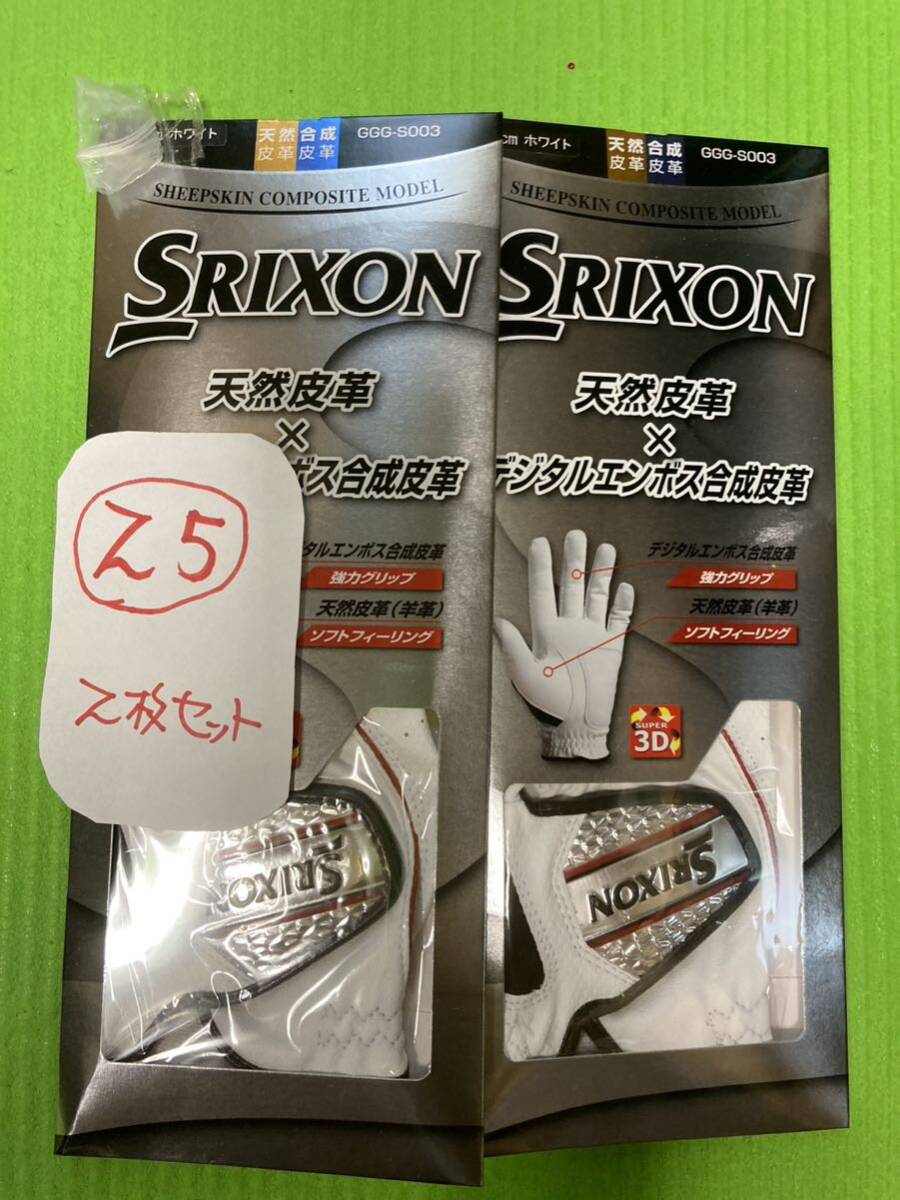 ホワイト
天然 合成
皮革 皮革
GGG-S003
SHEEPSKIN COMPOSITE MODEL
SRIXON
天然皮革
×
ボス合成皮革
タルエンボス合成皮革
強力グリップ
天然皮革(羊革)
ソフトフィーリング
SRIXON
Z5
2枚セット
cm ホワイト
天然 合成
皮革 皮革
GGG-S003
SHEEPSKIN COMPOSITE MODEL
SRIXON
天然皮革
×
デジタルエンボス合成皮革
デジタルエンボス合成皮革
強力グリップ
天然皮革(羊革)
ソフトフィーリング
SUPER
3D
SRIXON